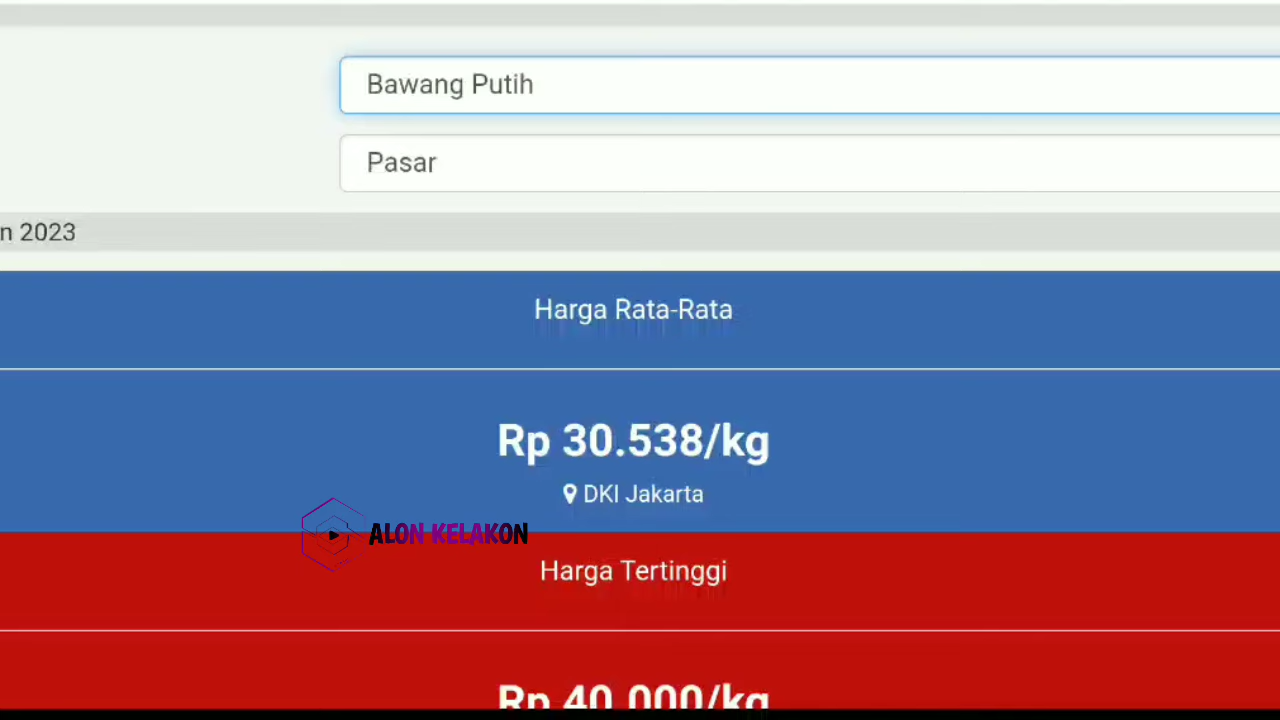 Bawang Putih
Pasar
n 2023
Harga Rata-Rata
Rp 30.538/kg
DKI Jakarta
ALON KELAKON
Harga Tertinggi
Rp 40.000/kg